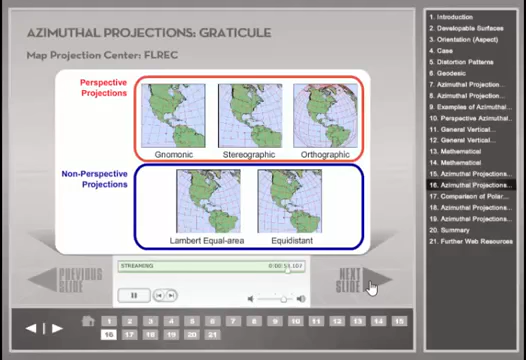 AZIMUTHAL PROJECTIONS: GRATICULE
Map Projection Center: FLREC
Perspective
Projections
Gnomonic
Stereographic
Orthographic
Non-Perspective
Projections
Lambert Equal-area
Equidistant
PREVIOUS
SLIDE
STREAMING
NEXT
SLIDE
1 2 3 4 5 6 7 8 9 10 11 12 13 14 15
16 17 18 19 20 21
1. Introduction
2. Developable Surfaces
3. Orientation (Aspect)
4. Case
5. Distortion Patterns
6. Geodesic
7. Azimuthal Projection...
8. Azimuthal Projection...
9. Examples of Azimuthal...
10. Perspective Azimuthal...
11. General Vertical...
12. General Vertical...
13. Mathematical
14. Mathematical
15. Azimuthal Projections...
16. Azimuthal Projections...
17. Comparison of Polar...
18. Azimuthal Projections...
19. Azimuthal Projections...
20. Summary
21. Further Web Resources